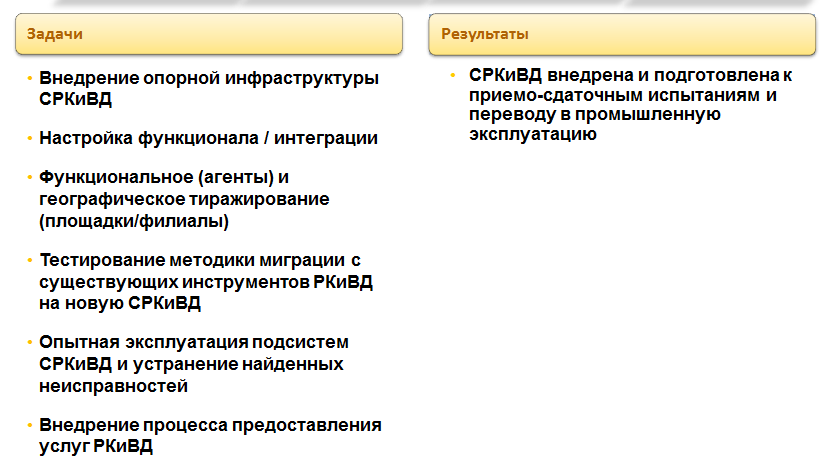 Задачи
• Внедрение опорной инфраструктуры
СРКиВД
• Настройка функционала / интеграции
• Функциональное (агенты) и
географическое тиражирование
(площадки/филиалы)
• Тестирование методики миграции с
существующих инструментов РКиВД
на новую СРКиВД
• Опытная эксплуатация подсистем
СРКиВД и устранение найденных
неисправностей
• Внедрение процесса предоставления
услуг РКиВД
Результаты
• СРКиВД внедрена и подготовлена к
приемо-сдаточным испытаниям и
переводу в промышленную
эксплуатацию